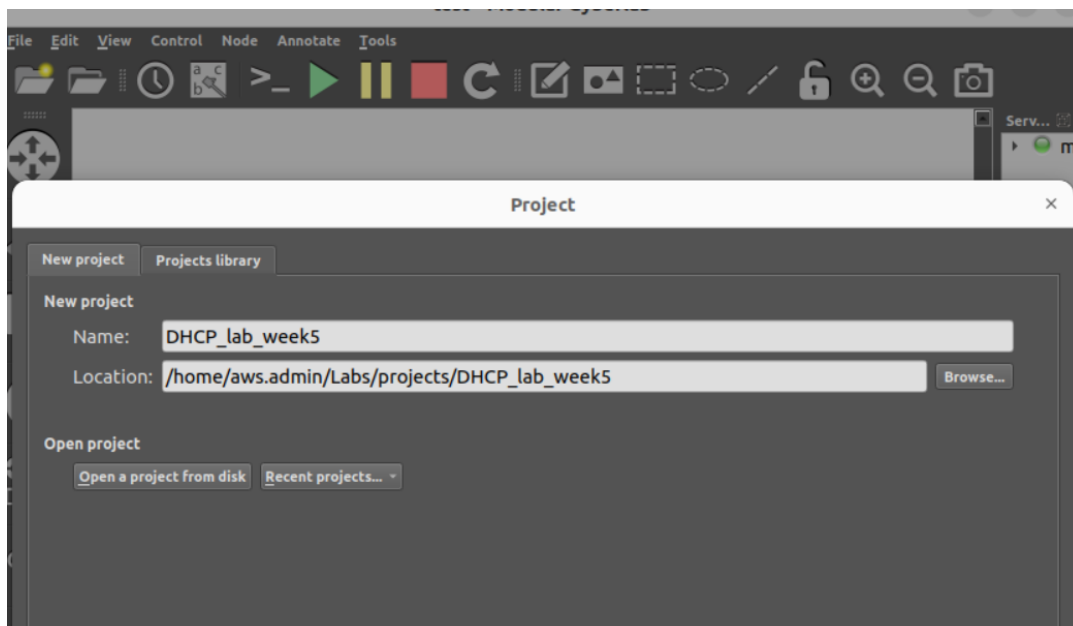 File Edit View Control Node Annotate Tools
Serv...
Project
New project Projects library
New project
Name: DHCP_lab_week5
Location: /home/aws.admin/Labs/projects/DHCP_lab_week5 Browse...
Open project
Open a project from disk Recent projects...